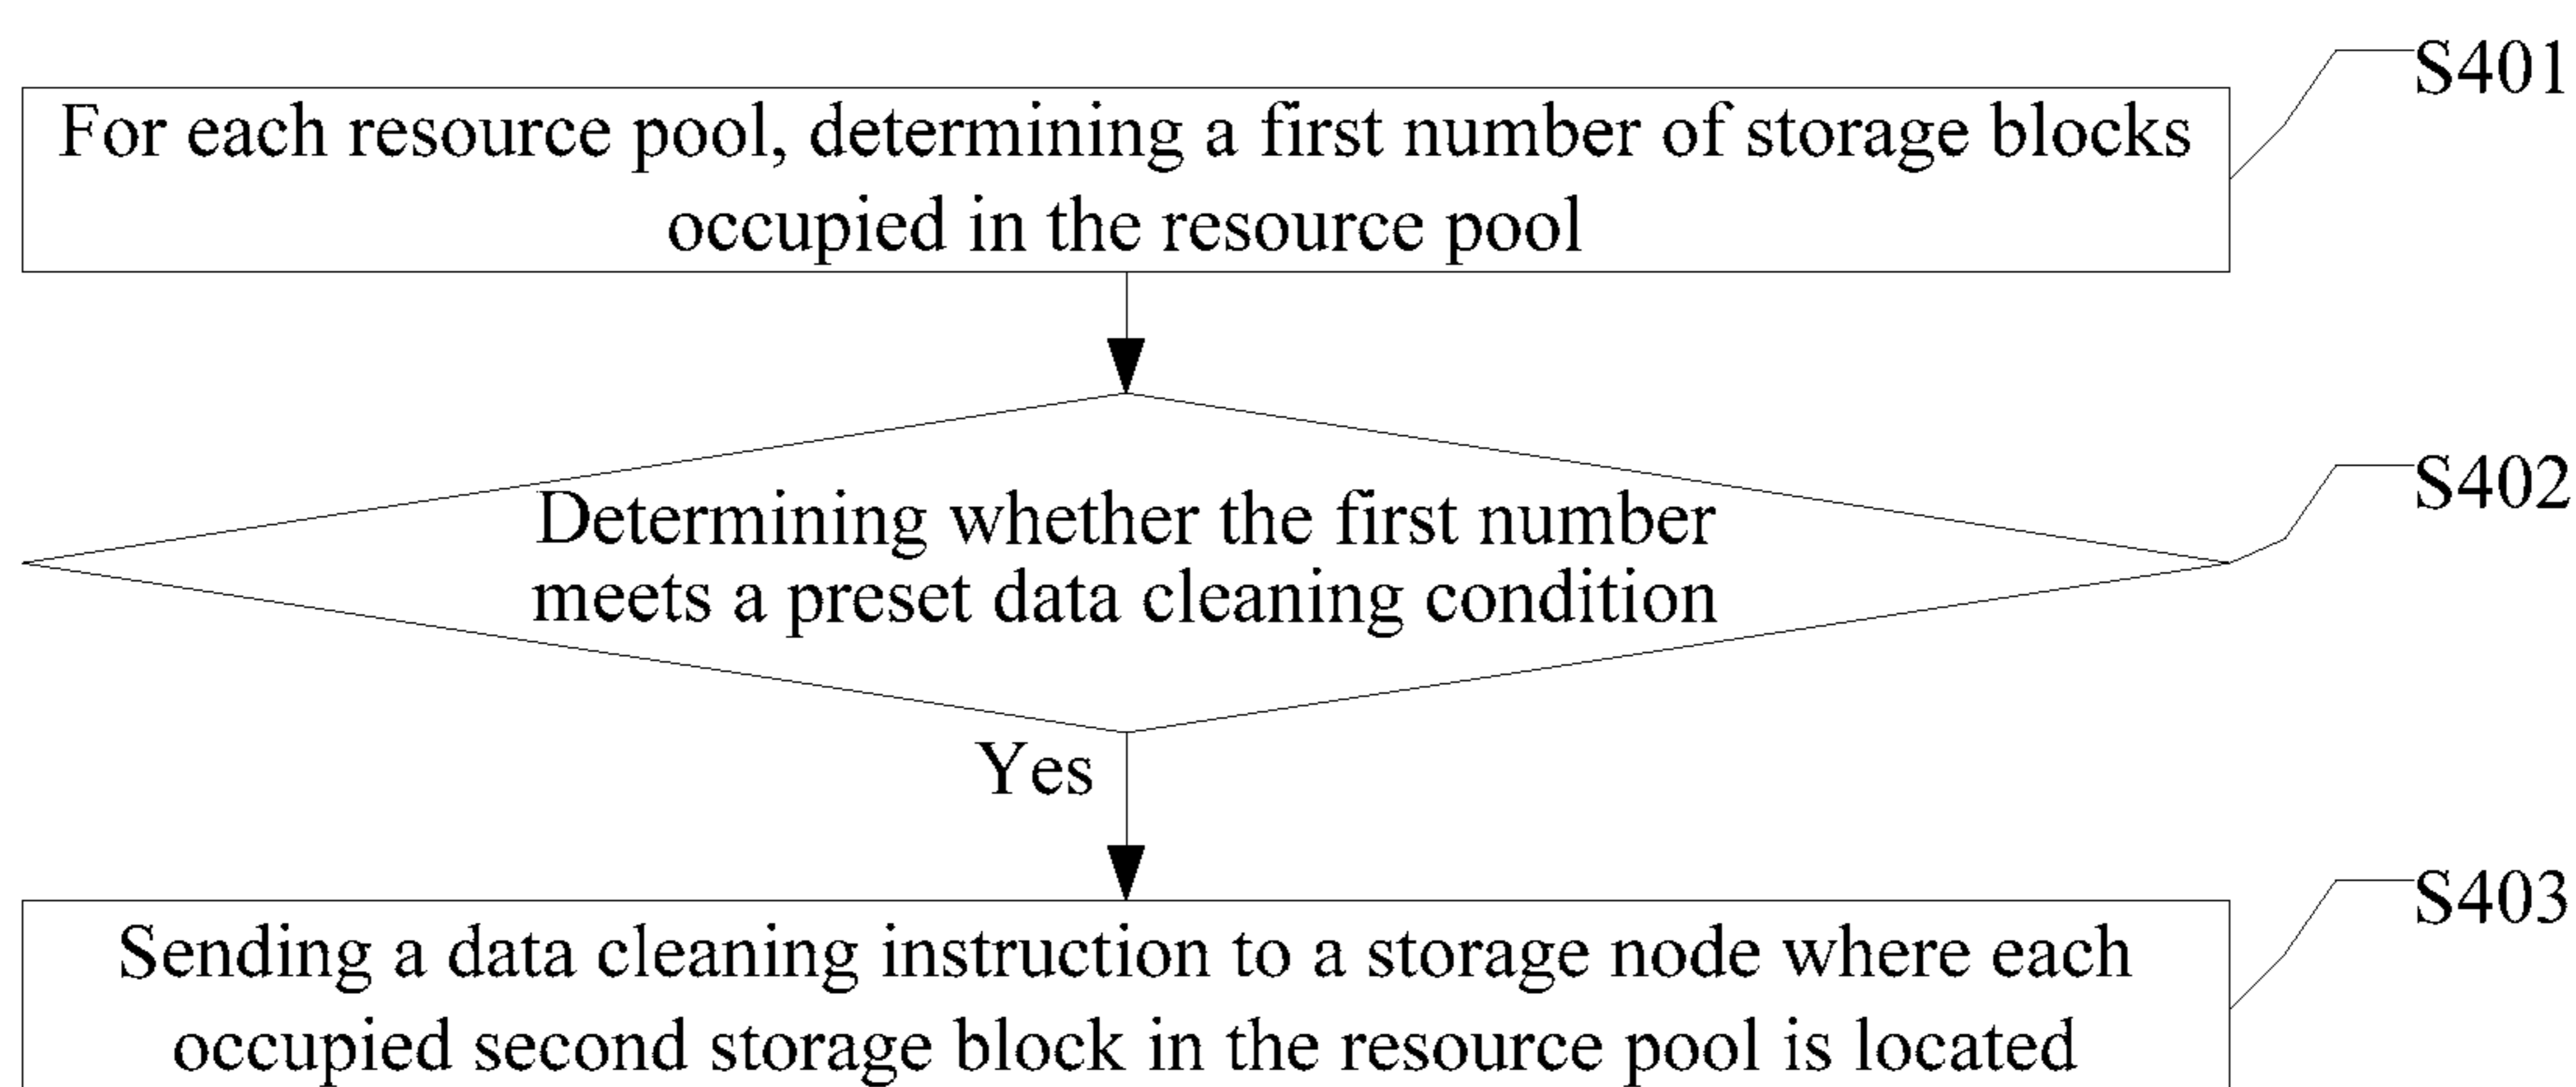 S401
For each resource pool, determining a first number of storage blocks
occupied in the resource pool
S402
Determining whether the first number
meets a preset data cleaning condition
Yes
S403
Sending a data cleaning instruction to a storage node where each
occupied second storage block in the resource pool is located